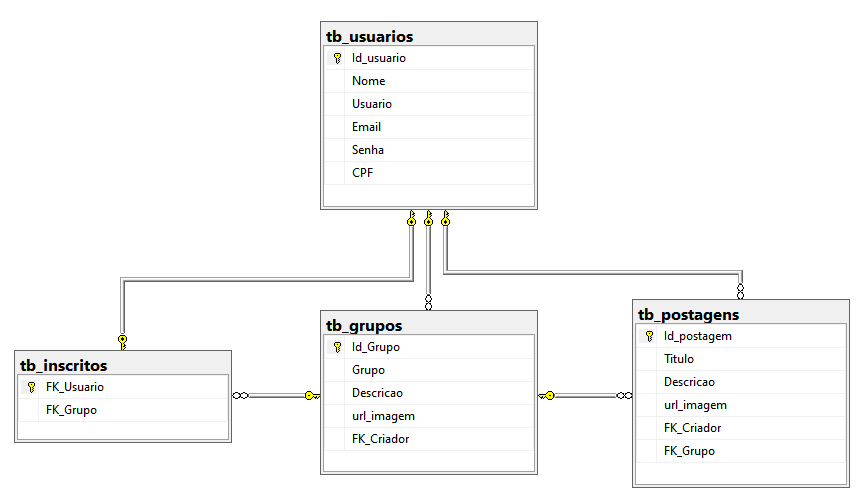 tb_usuarios
Id_usuario
Nome
Usuario
Email
Senha
CPF
tb_inscritos
FK_Usuario
FK_Grupo
tb_grupos
Id_Grupo
Grupo
Descricao
url_imagem
FK_Criador
tb_postagens
Id_postagem
Titulo
Descricao
url_imagem
FK_Criador
FK_Grupo